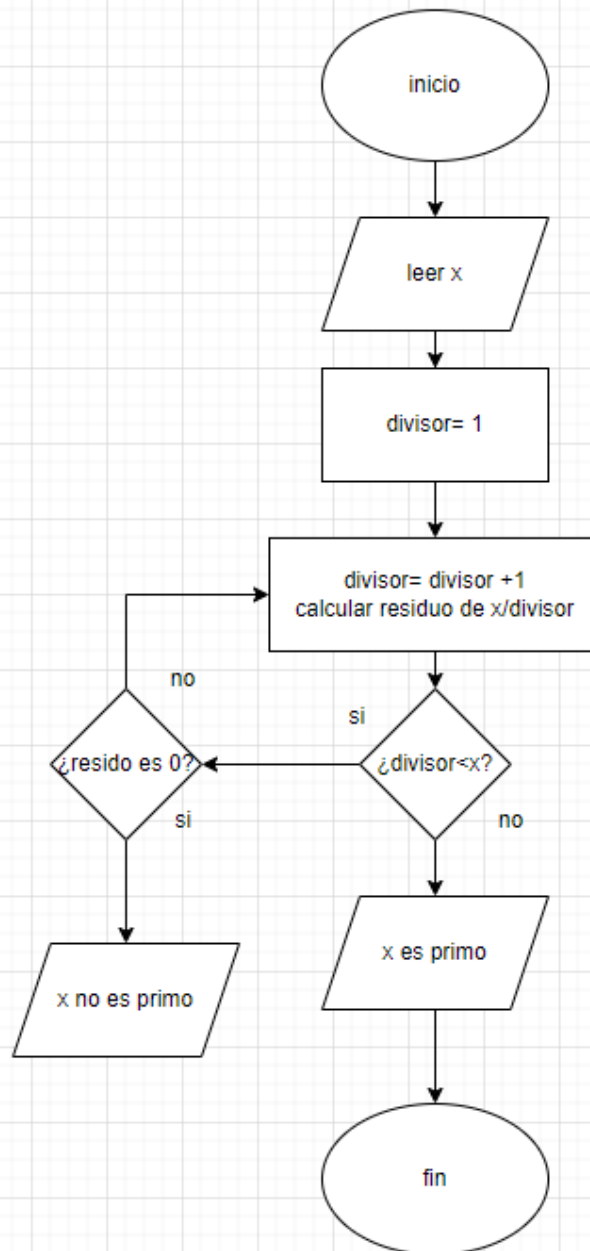 inicio
leer x
divisor= 1
divisor= divisor +1
calcular residuo de x/divisor
no
si
¿resido es 0?
¿divisor<x?
si
no
x es primo
x no es primo
fin